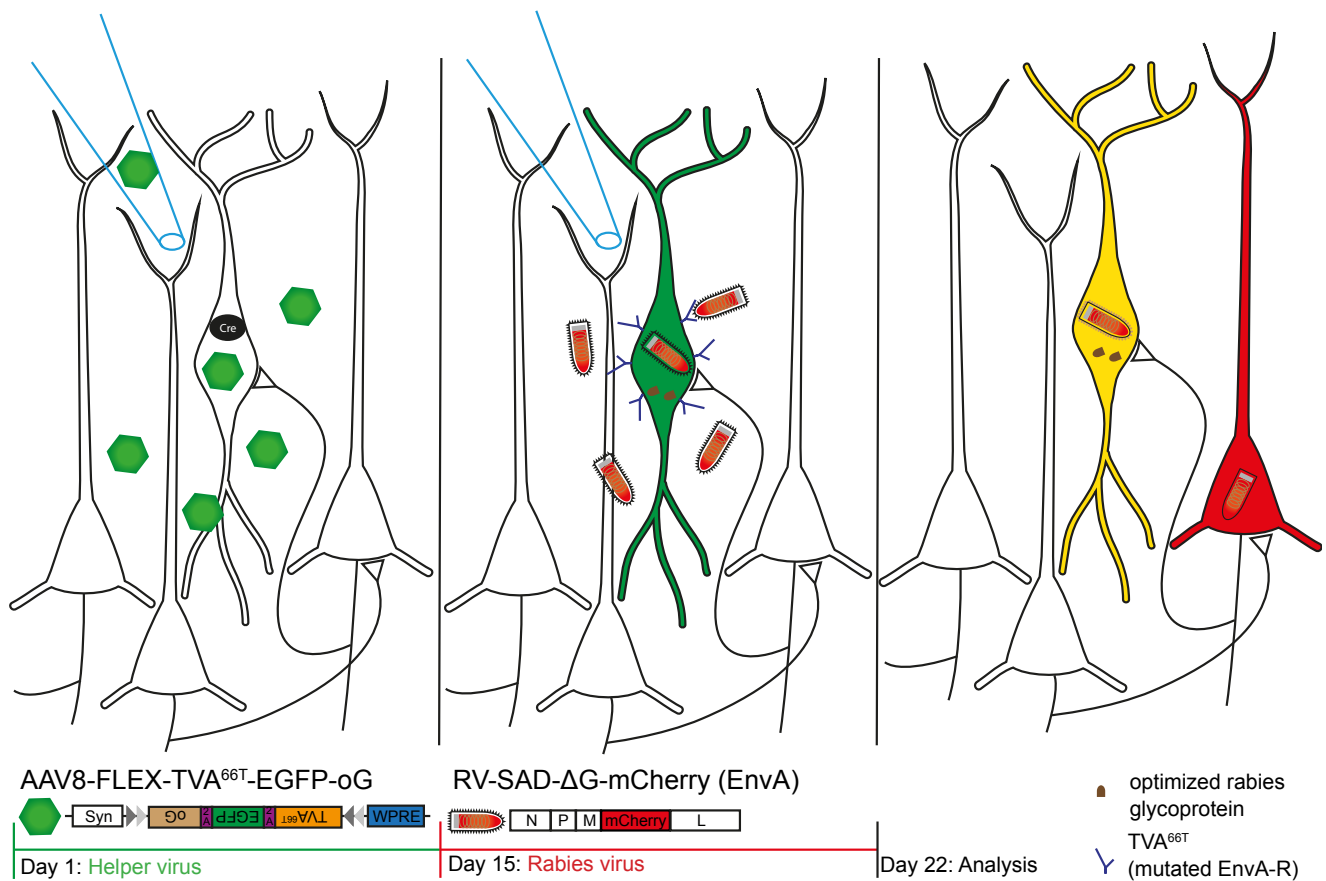 Cre
AAV8-FLEX-TVA66T-EGFP-oG
Syn oG 2A EGFP 2A TVA66T WPRE
Day 1: Helper virus
RV-SAD-ΔG-mCherry (EnvA)
N P M mCherry L
Day 15: Rabies virus
Day 22: Analysis
optimized rabies
glycoprotein
TVA66T
(mutated EnvA-R)